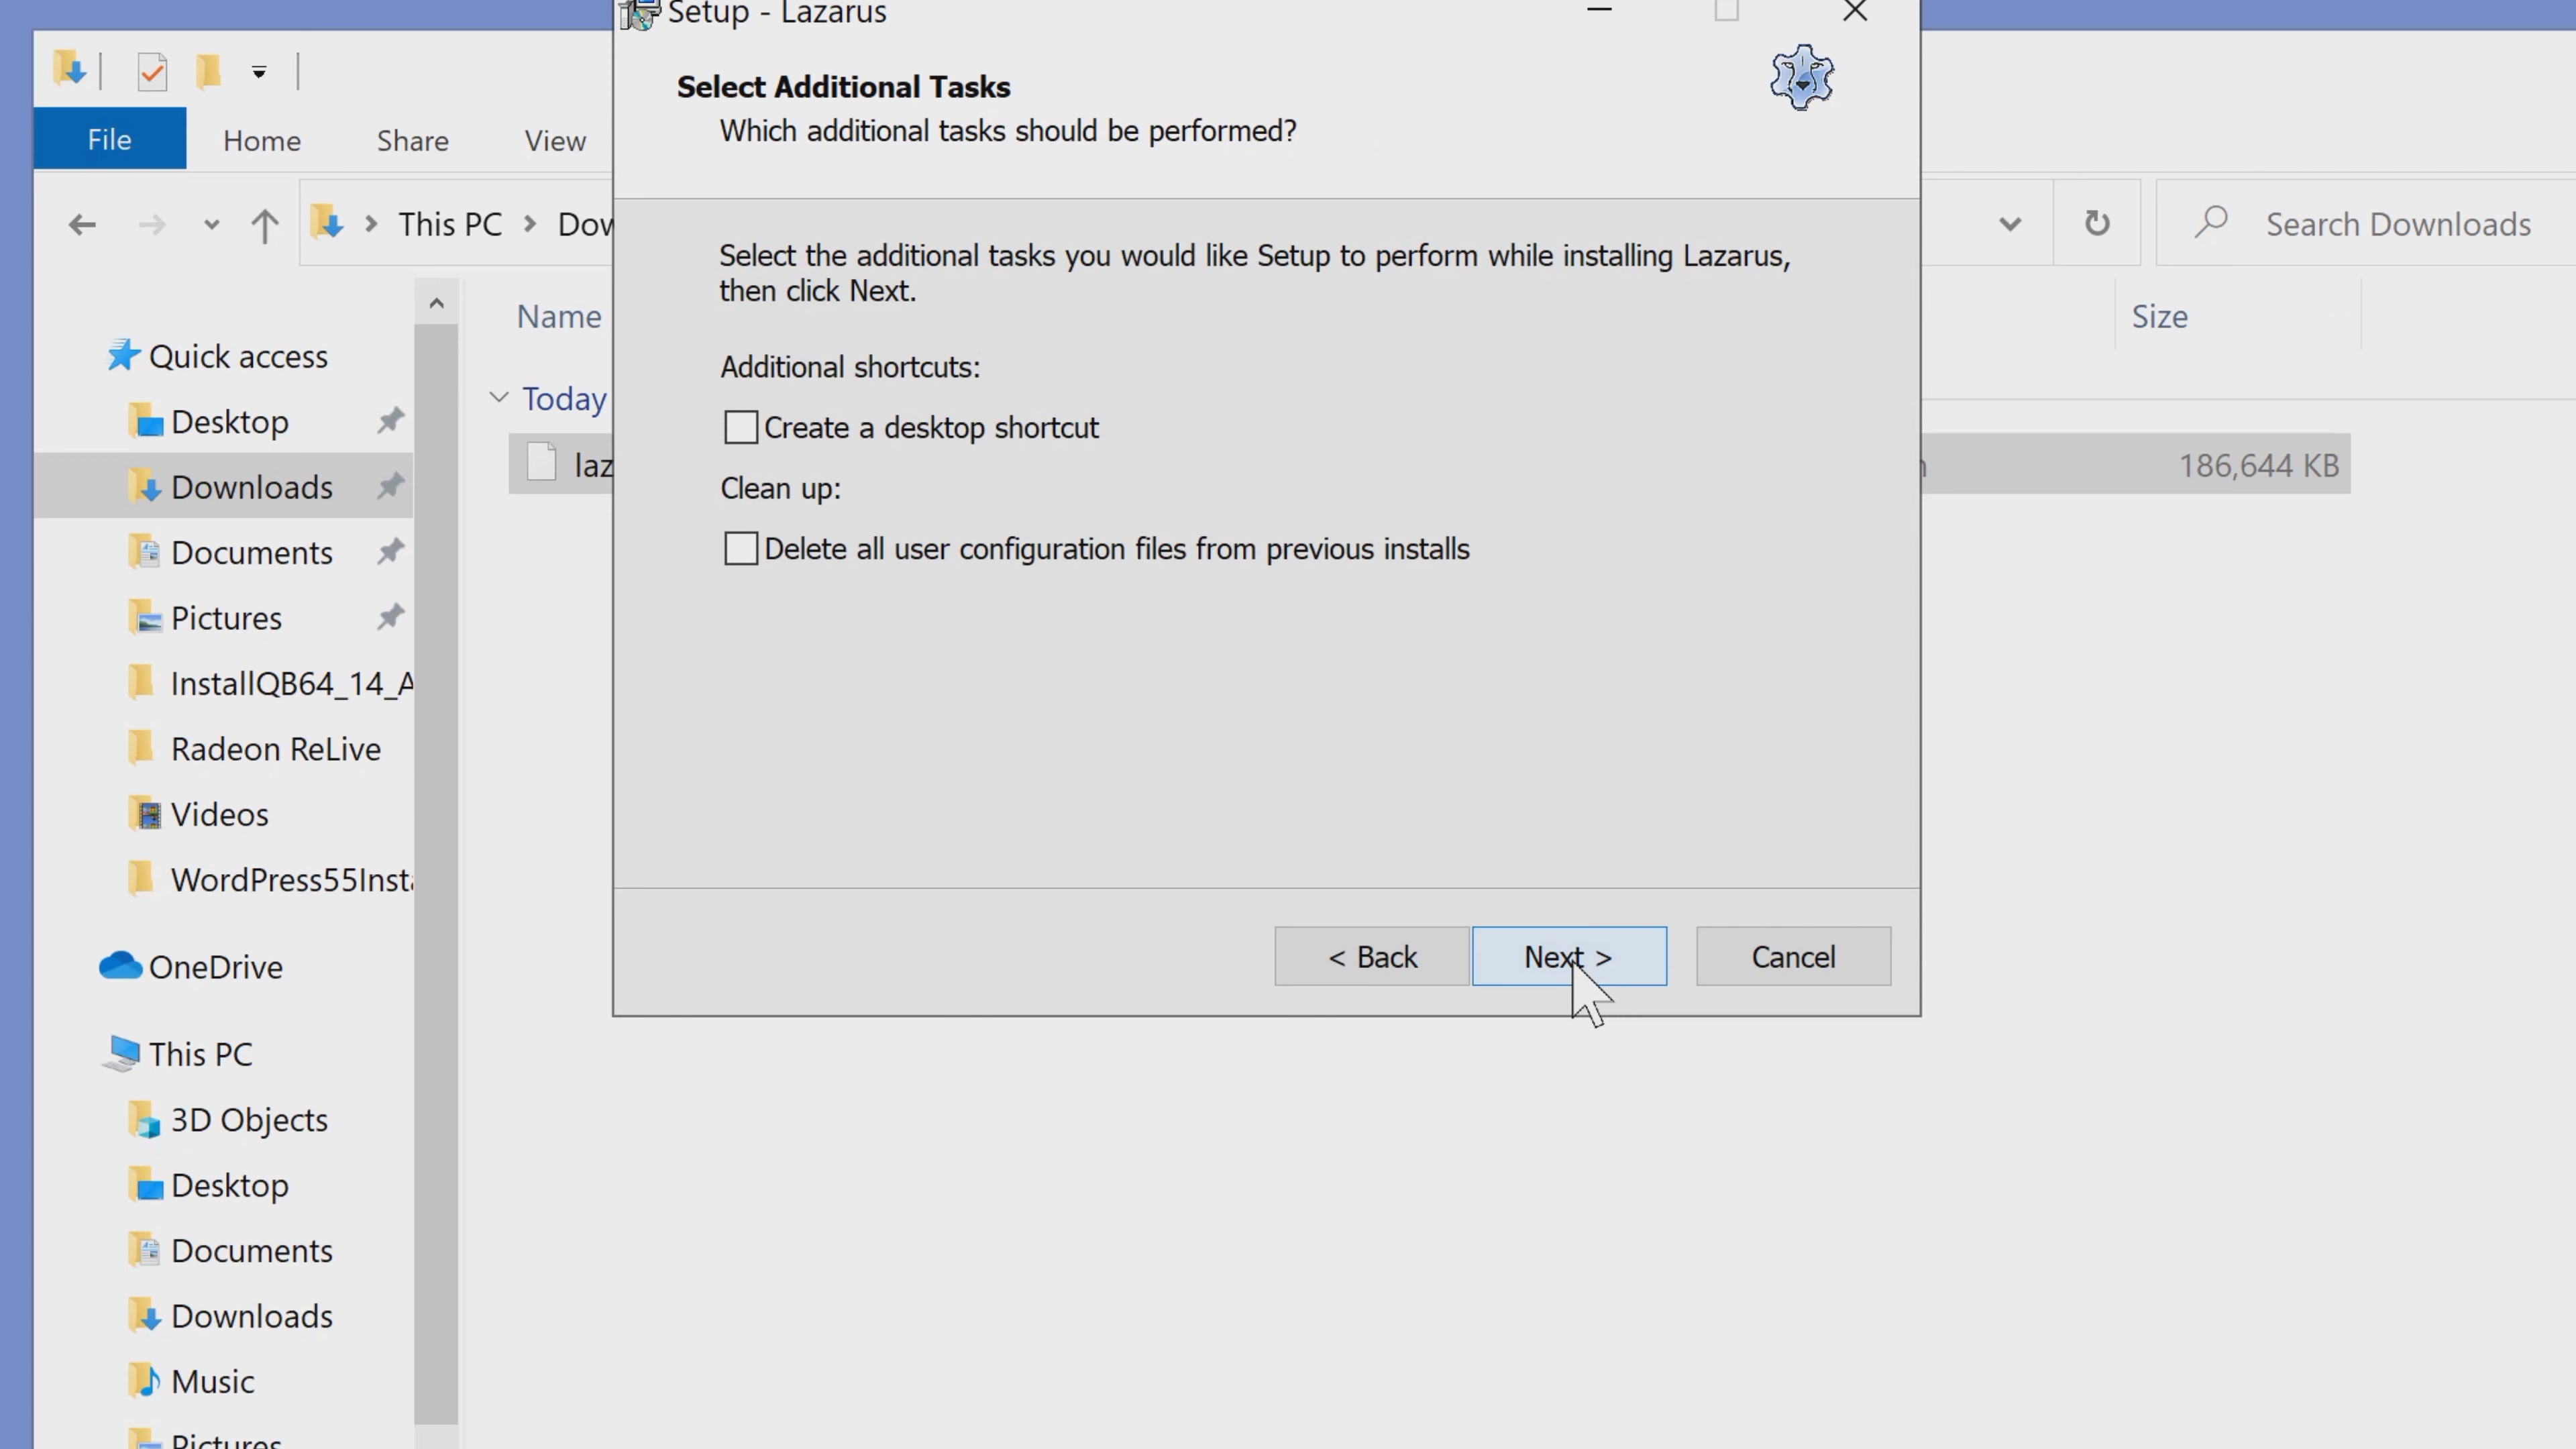 Setup - Lazarus
Select Additional Tasks
Which additional tasks should be performed?
Select the additional tasks you would like Setup to perform while installing Lazarus,
then click Next.
Additional shortcuts:
Create a desktop shortcut
Clean up:
Delete all user configuration files from previous installs
< Back
Next >
Cancel
File
Home
Share
View
This PC
Dow
Search Downloads
Name
Size
Today
laz
186,644 KB
Quick access
Desktop
Downloads
Documents
Pictures
InstallQB64_14_A
Radeon ReLive
Videos
WordPress55Insta
OneDrive
This PC
3D Objects
Desktop
Documents
Downloads
Music
Pictures